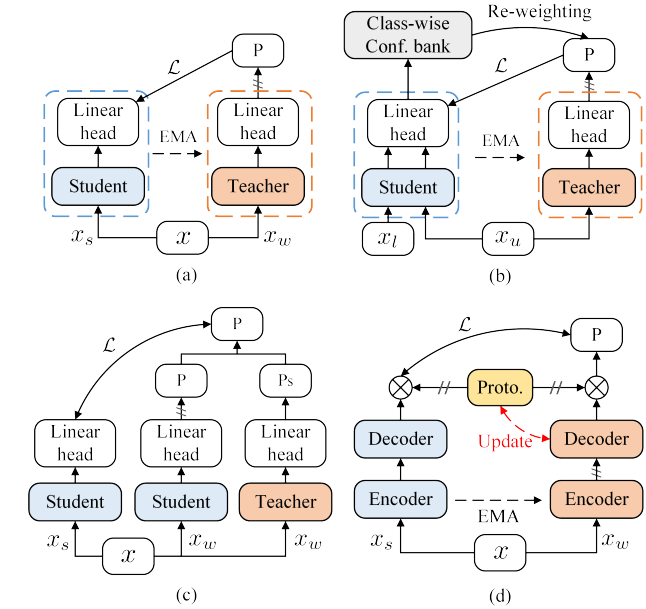 P
ℒ
Linear
head
Linear
head
EMA
Student
Teacher
x_s
x
x_w
(a)
Class-wise
Conf. bank
Re-weighting
P
ℒ
Linear
head
Linear
head
EMA
Student
Teacher
x_l
x_u
(b)
P
ℒ
P
Ps
Linear
head
Linear
head
Linear
head
Student
Student
Teacher
x_s
x
x_w
x_w
(c)
ℒ
P
Proto.
Decoder
Update
Decoder
Encoder
Encoder
EMA
x_s
x
x_w
(d)